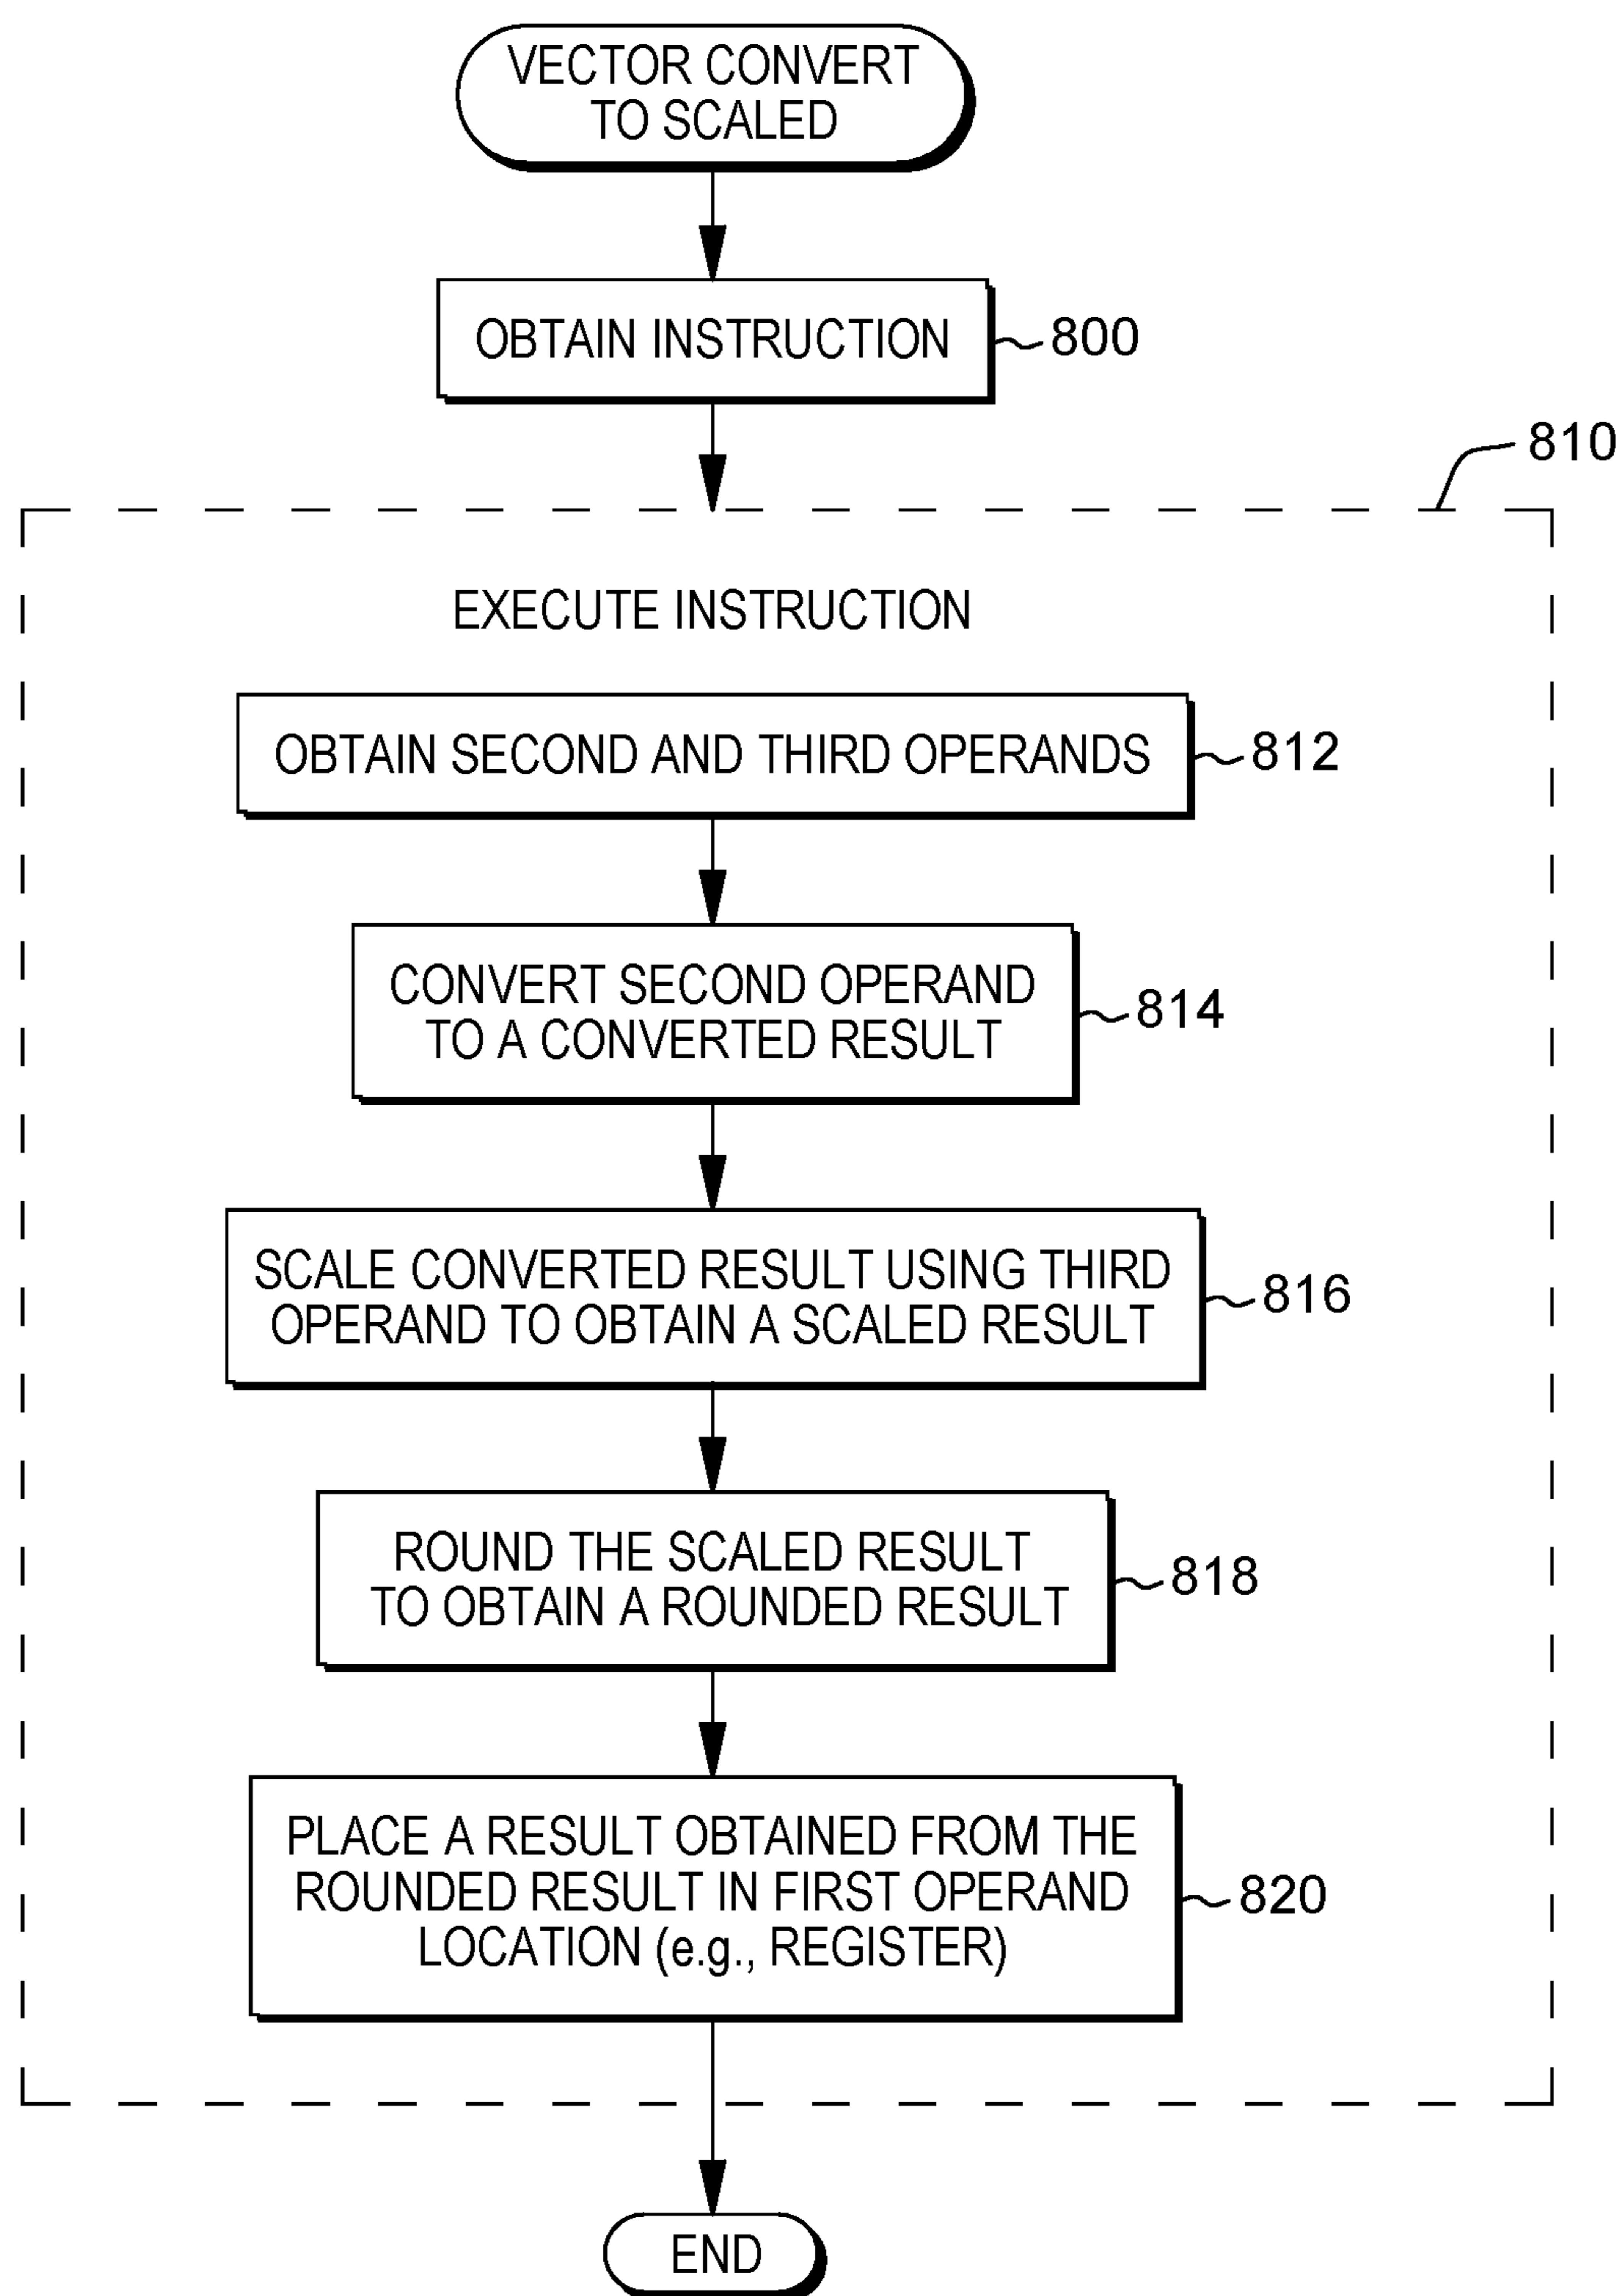 VECTOR CONVERT
TO SCALED
OBTAIN INSTRUCTION
800
810
EXECUTE INSTRUCTION
OBTAIN SECOND AND THIRD OPERANDS
812
CONVERT SECOND OPERAND
TO A CONVERTED RESULT
814
SCALE CONVERTED RESULT USING THIRD
OPERAND TO OBTAIN A SCALED RESULT
816
ROUND THE SCALED RESULT
TO OBTAIN A ROUNDED RESULT
818
PLACE A RESULT OBTAINED FROM THE
ROUNDED RESULT IN FIRST OPERAND
LOCATION (e.g., REGISTER)
820
END